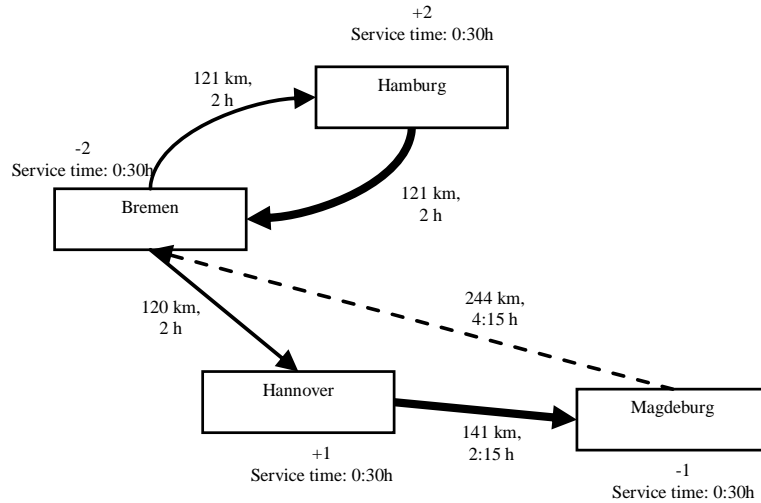 +2
Service time: 0:30h
Hamburg
121 km,
2 h
-2
Service time: 0:30h
Bremen
121 km,
2 h
120 km,
2 h
244 km,
4:15 h
Hannover
+1
Service time: 0:30h
141 km,
2:15 h
Magdeburg
-1
Service time: 0:30h